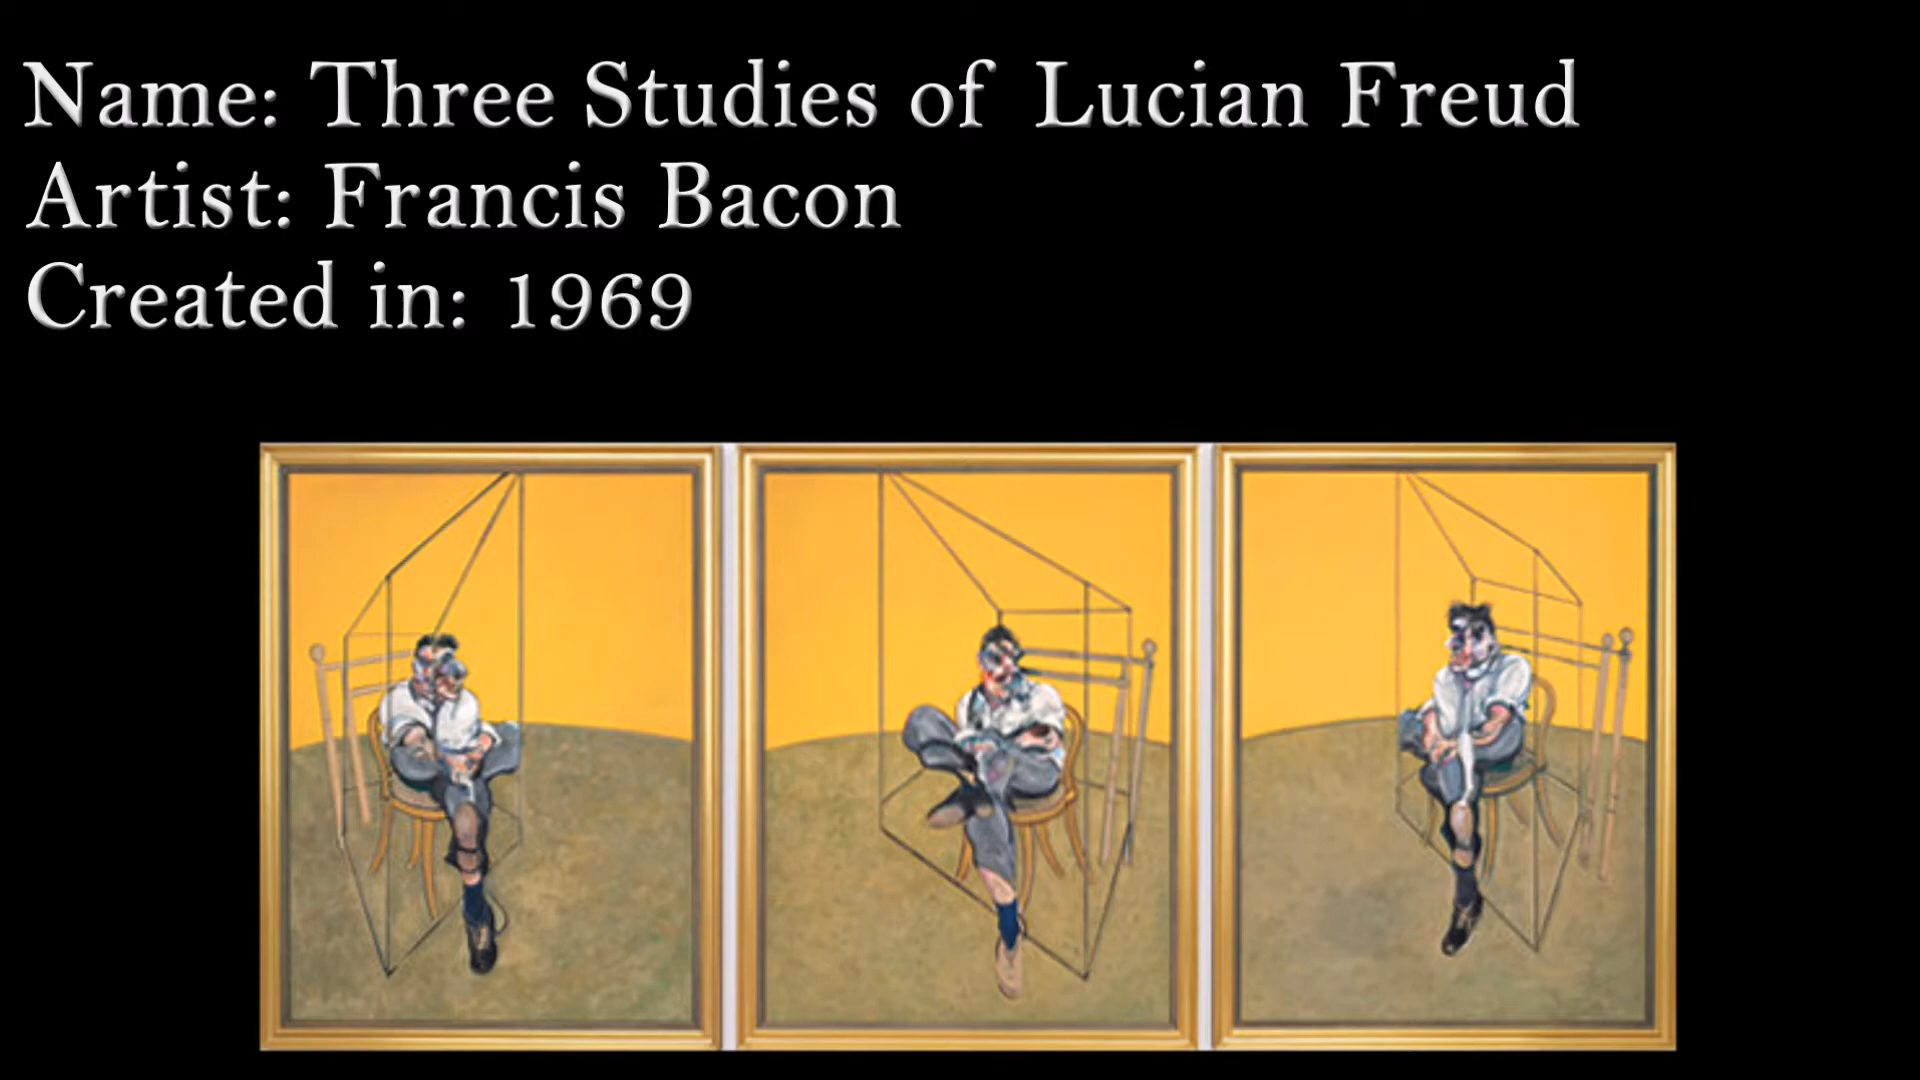 Name: Three Studies of Lucian Freud
Artist: Francis Bacon
Created in: 1969